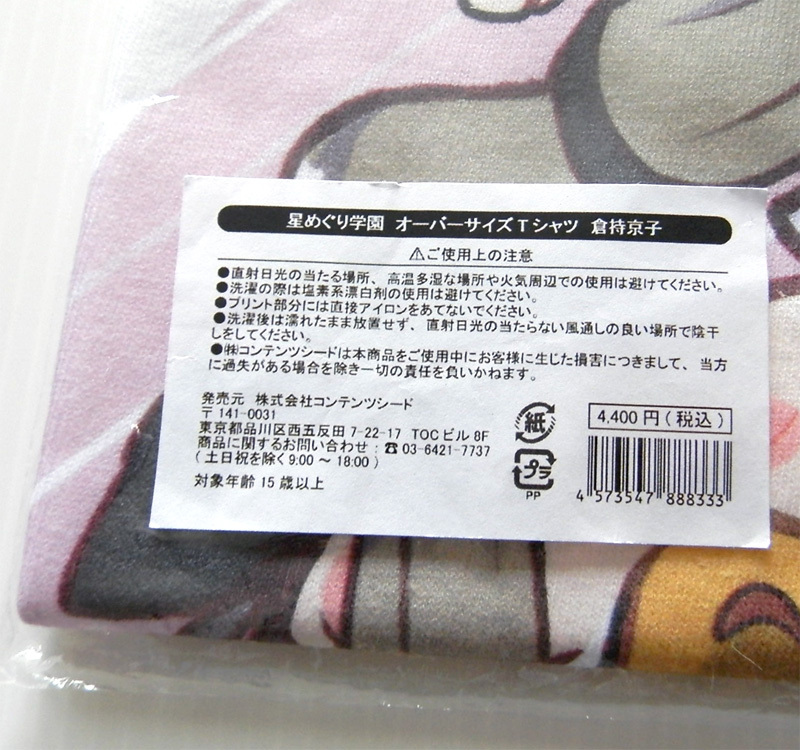 星めぐり学園 オーバーサイズTシャツ 倉持京子
⚠ご使用上の注意
●直射日光の当たる場所、高温多湿な場所や火気周辺での使用は避けてください。
●洗濯の際は塩素系漂白剤の使用は避けてください。
●プリント部分には直接アイロンをあてないでください。
●洗濯後は濡れたまま放置せず、直射日光の当たらない風通しの良い場所で陰干
しをしてください。
●㈱コンテンツシードは本商品をご使用中にお客様に生じた損害につきまして、当方
に過失がある場合を除き一切の責任を負いかねます。
発売元 株式会社コンテンツシード
〒141-0031
東京都品川区西五反田7-22-17 TOCビル8F
商品に関するお問い合わせ:☎03-6421-7737
(土日祝を除く9:00～18:00)
対象年齢15歳以上
紙
プラ
PP
4,400円(税込)
4 573547 888333